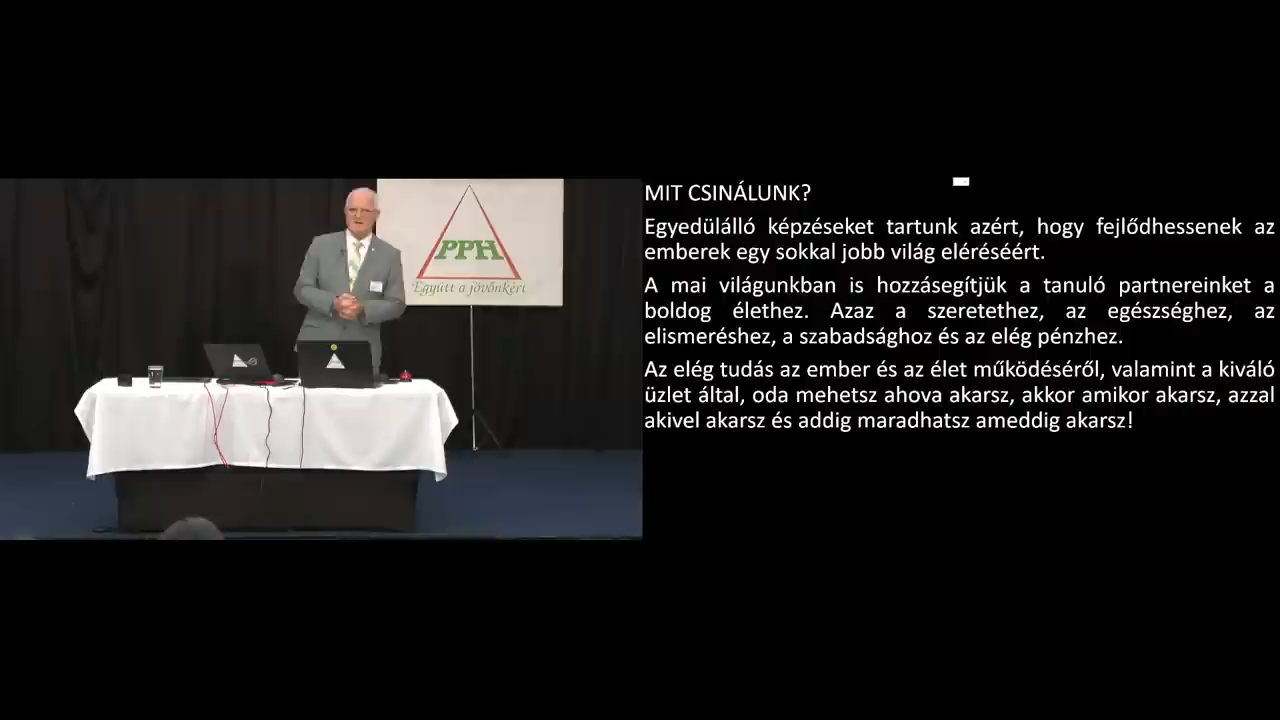 PPH
Együtt a jövőnkért
MIT CSINÁLUNK?
Egyedülálló képzéseket tartunk azért, hogy fejlődhessenek az
emberek egy sokkal jobb világ eléréséért.
A mai világunkban is hozzásegítjük a tanuló partnereinket a
boldog élethez. Azaz a szeretethez, az egészséghez, az
elismeréshez, a szabadsághoz és az elég pénzhez.
Az elég tudás az ember és az élet működéséről, valamint a kiváló
üzlet által, oda mehetsz ahova akarsz, akkor amikor akarsz, azzal
akivel akarsz és addig maradhatsz ameddig akarsz!